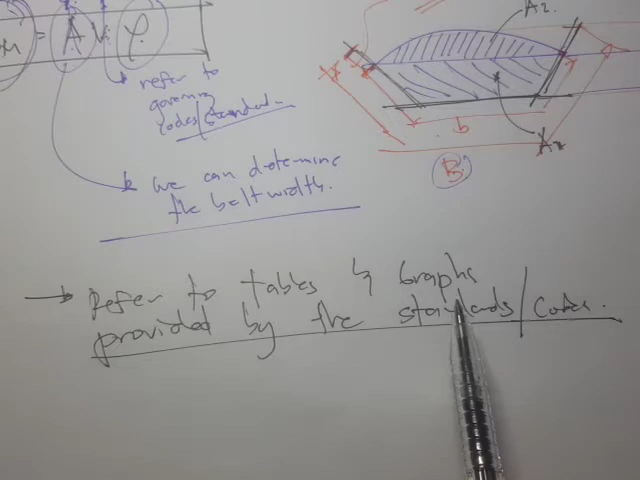 = A V ρ.
A2.
refer to
governing
codes/standard.
b
B.
we can determine
the belt width.
→ Refer to tables & Graphs
provided by the standards/codes.